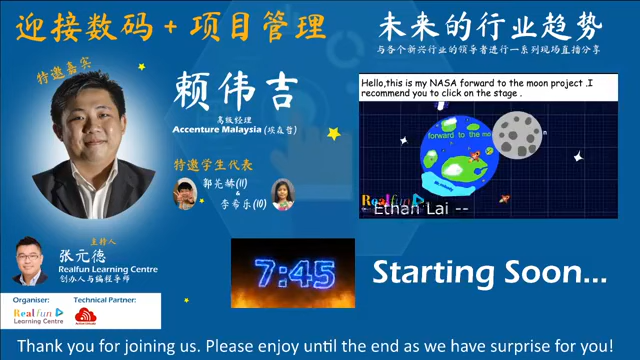 迎接数码 + 项目管理
未来的行业趋势
与各个新兴行业的领导者进行一系列现场直播分享
特邀嘉宾
赖伟吉
高级经理
Accenture Malaysia (埃森哲)
特邀学生代表
郭光赫(11)
&
李希乐(10)
Hello,this is my NASA forward to the moon project .I
recommend you to click on the stage .
forward to the mo
n
Realfun
Ethan Lai --
主持人
张元德
Realfun Learning Centre
创办人与编程导师
7:45
Starting Soon...
Organiser:
Technical Partner:
Realfun
Learning Centre
Thank you for joining us. Please enjoy until the end as we have surprise for you!